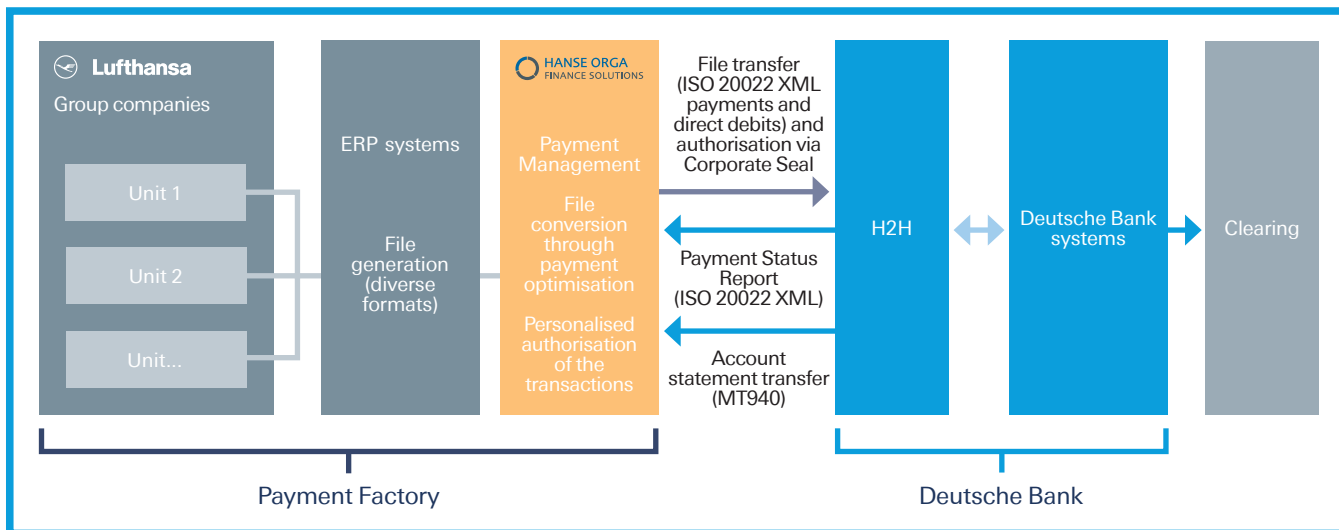 Lufthansa
Group companies
Unit 1
Unit 2
Unit...
ERP systems
File
generation
(diverse
formats)
HANSE ORGA
FINANCE SOLUTIONS
Payment
Management
File
conversion
through
payment
optimisation
Personalised
authorisation
of the
transactions
File transfer
(ISO 20022 XML
payments and
direct debits) and
authorisation via
Corporate Seal
Payment Status
Report
(ISO 20022 XML)
Account
statement transfer
(MT940)
H2H
Deutsche Bank
systems
Clearing
Payment Factory
Deutsche Bank